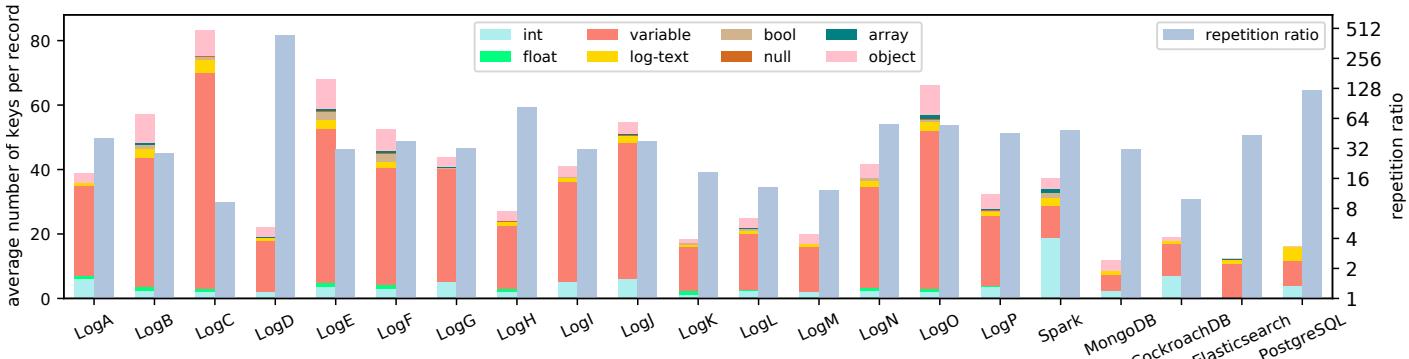 average number of keys per record
80
60
40
20
0
int
variable
bool
array
float
log-text
null
object
repetition ratio
512
256
128
64
32
16
8
4
2
1
repetition ratio
LogA
LogB
LogC
LogD
LogE
LogF
LogG
LogH
LogI
LogJ
LogK
LogL
LogM
LogN
LogO
LogP
Spark
MongoDB
CockroachDB
Elasticsearch
PostgreSQL